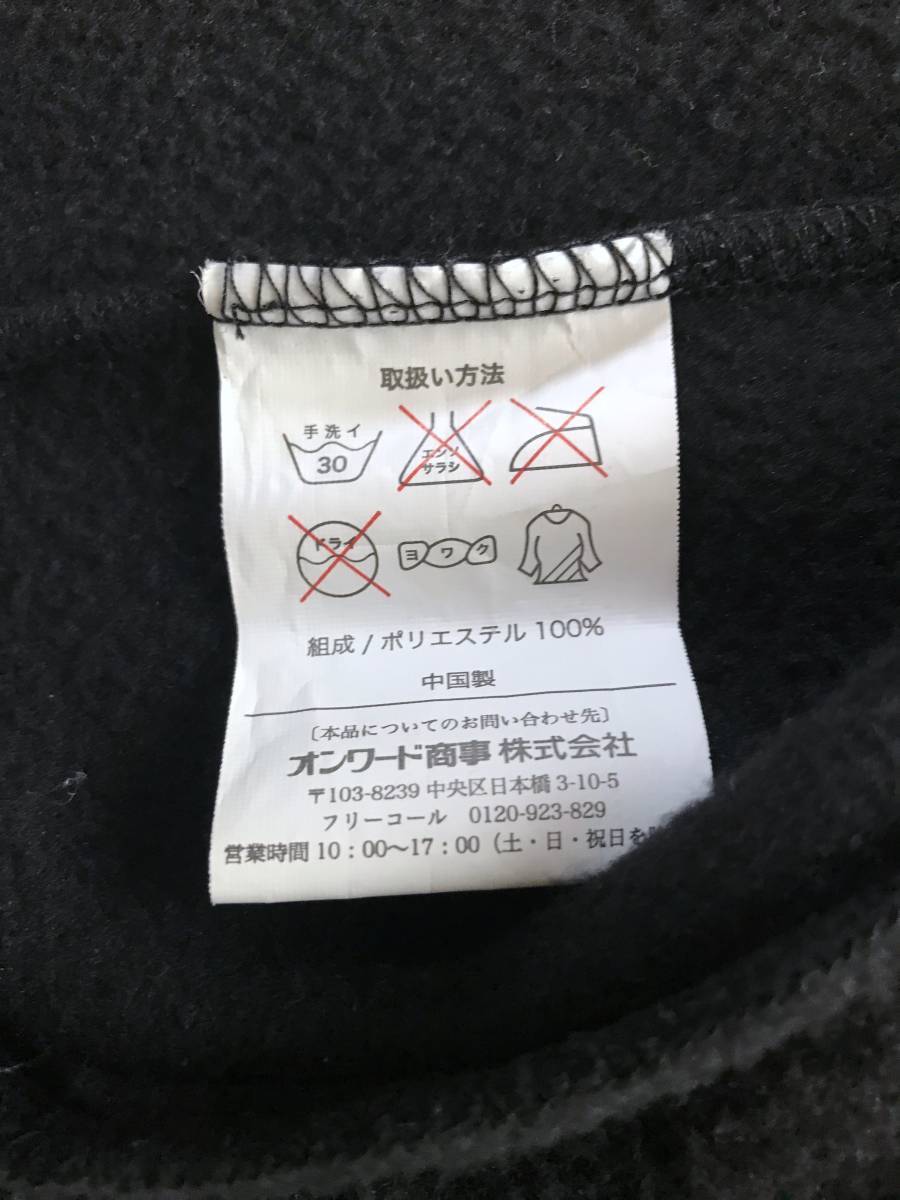 取扱い方法
手洗イ
30
エンソ
サラシ
ドライ
ヨワク
組成 / ポリエステル 100%
中国製
〔本品についてのお問い合わせ先〕
オンワード商事 株式会社
〒103-8239 中央区日本橋 3-10-5
フリーコール 0120-923-829
営業時間 10：00〜17：00（土・日・祝日を